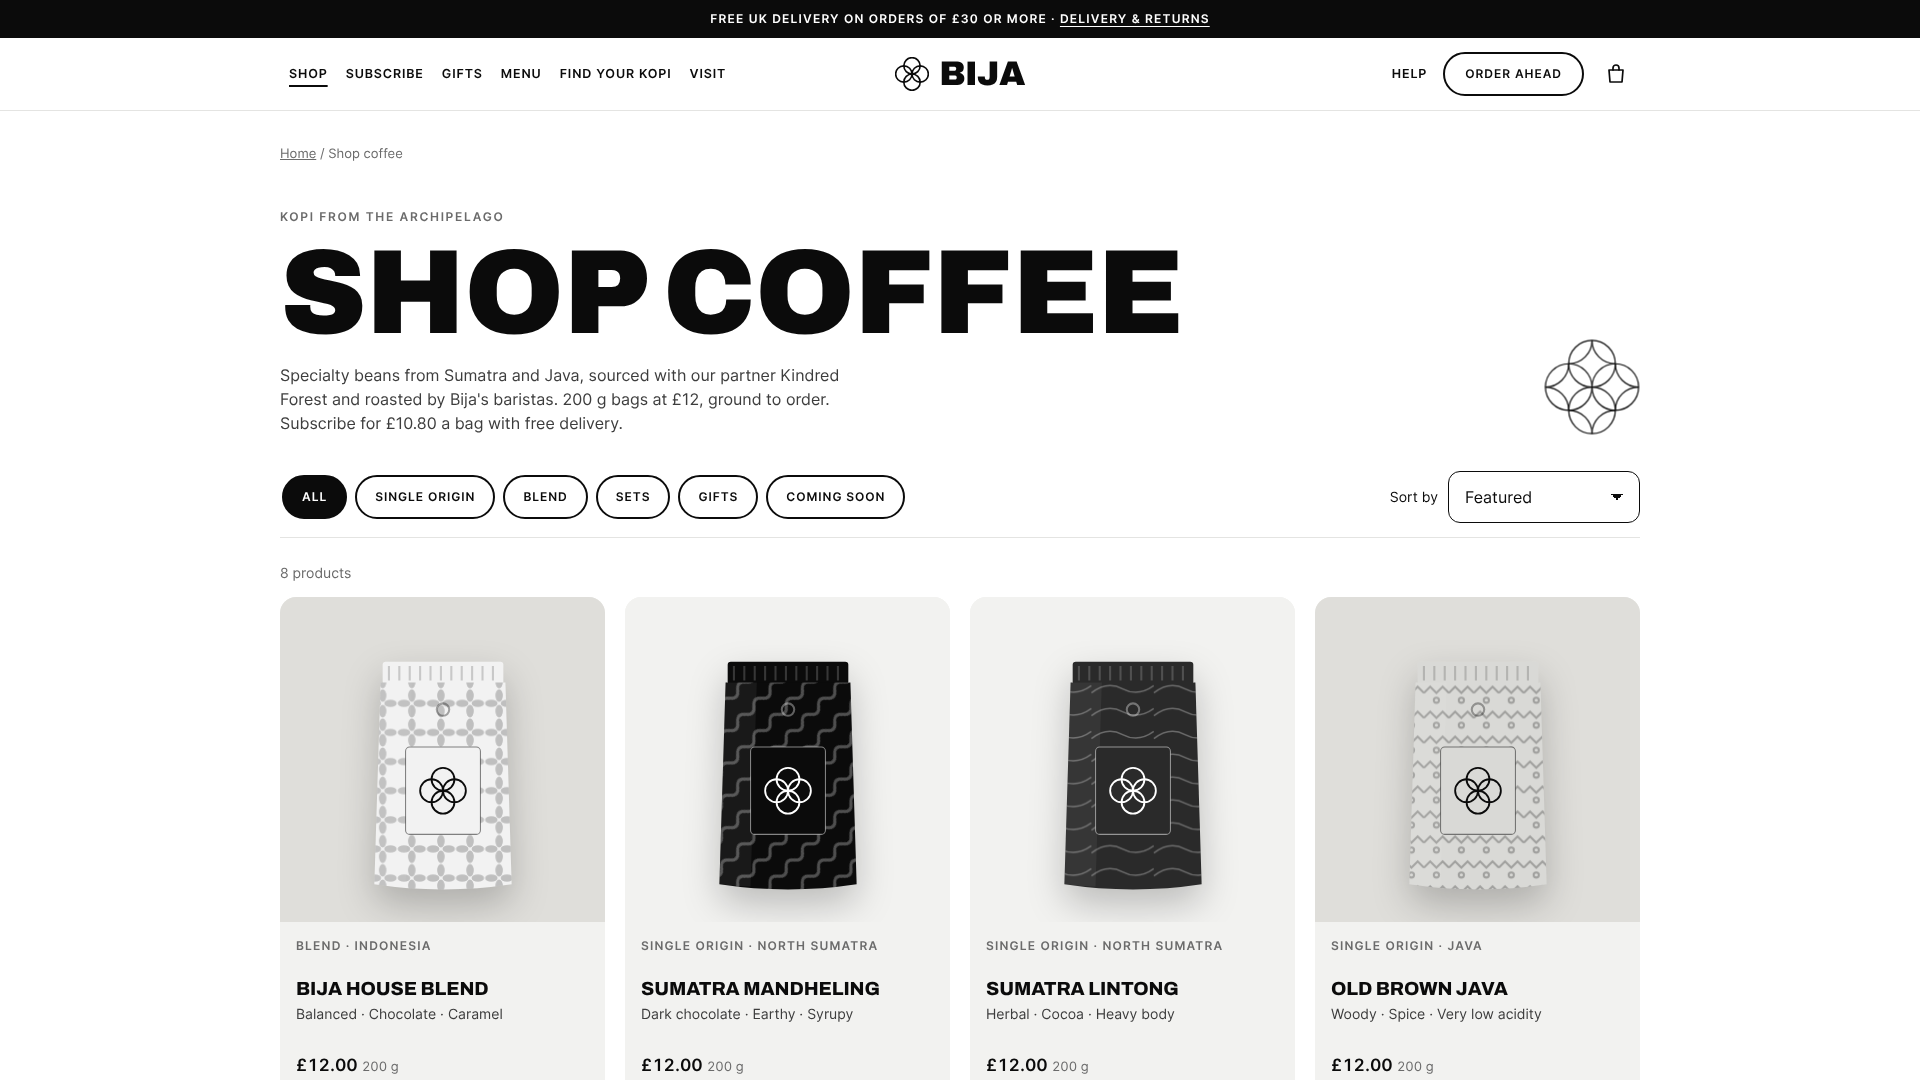 FREE UK DELIVERY ON ORDERS OF £30 OR MORE · DELIVERY & RETURNS
SHOP SUBSCRIBE GIFTS MENU FIND YOUR KOPI VISIT
BIJA
HELP ORDER AHEAD
Home / Shop coffee
KOPI FROM THE ARCHIPELAGO
SHOP COFFEE
Specialty beans from Sumatra and Java, sourced with our partner Kindred
Forest and roasted by Bija's baristas. 200 g bags at £12, ground to order.
Subscribe for £10.80 a bag with free delivery.
ALL SINGLE ORIGIN BLEND SETS GIFTS COMING SOON
Sort by Featured
8 products
BLEND · INDONESIA
BIJA HOUSE BLEND
Balanced · Chocolate · Caramel
£12.00 200 g
SINGLE ORIGIN · NORTH SUMATRA
SUMATRA MANDHELING
Dark chocolate · Earthy · Syrupy
£12.00 200 g
SINGLE ORIGIN · NORTH SUMATRA
SUMATRA LINTONG
Herbal · Cocoa · Heavy body
£12.00 200 g
SINGLE ORIGIN · JAVA
OLD BROWN JAVA
Woody · Spice · Very low acidity
£12.00 200 g